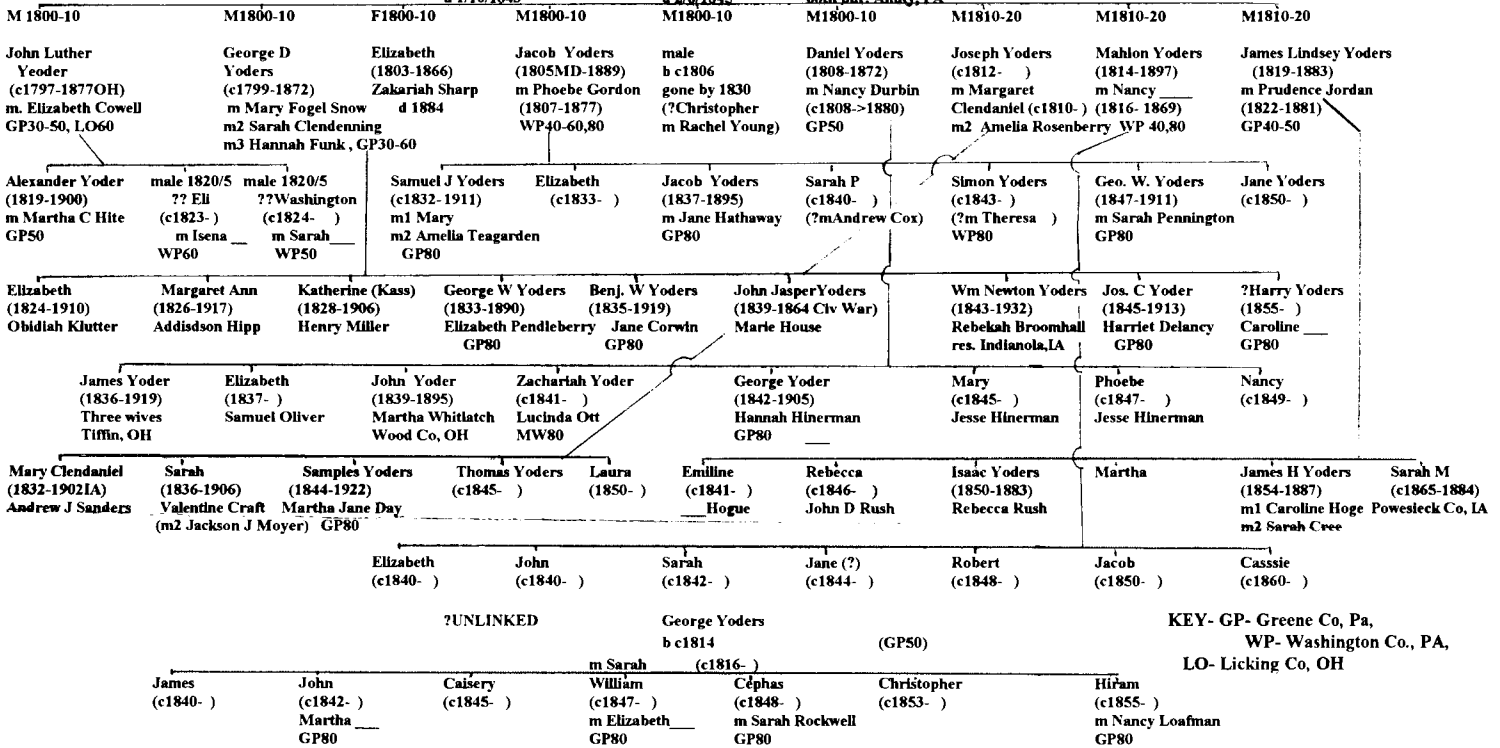 M 1800-10 M1800-10 F1800-10 M1800-10 M1800-10 M1800-10 M1810-20 M1810-20 M1810-20
John Luther George D Elizabeth Jacob Yoders male Daniel Yoders Joseph Yoders Mahlon Yoders James Lindsey Yoders
Yeoder Yoders (1803-1866) (1805MD-1889) b c1806 (1808-1872) (c1812- ) (1814-1897) (1819-1883)
(c1797-1877OH) (c1799-1872) Zakariah Sharp m Phoebe Gordon gone by 1830 m Nancy Durbin m Margaret m Nancy ____ m Prudence Jordan
m. Elizabeth Cowell m Mary Fogel Snow d 1884 (1807-1877) (?Christopher (c1808->1880) Clendaniel (c1810- ) (1816- 1869) (1822-1881)
GP30-50, LO60 m2 Sarah Clendenning WP40-60,80 m Rachel Young) GP50 m2 Amelia Rosenberry WP 40,80 GP40-50
m3 Hannah Funk , GP30-60
Alexander Yoder male 1820/5 male 1820/5 Samuel J Yoders Elizabeth Jacob Yoders Sarah P Simon Yoders Geo. W. Yoders Jane Yoders
(1819-1900) ?? Eli ??Washington (c1832-1911) (c1833- ) (1837-1895) (c1840- ) (c1843- ) (1847-1911) (c1850- )
m Martha C Hite (c1823- ) (c1824- ) m1 Mary m Jane Hathaway (?mAndrew Cox) (?m Theresa ) m Sarah Pennington
GP50 m Isena __ m Sarah___ m2 Amelia Teagarden GP80 WP80 GP80
WP60 WP50 GP80
Elizabeth Margaret Ann Katherine (Kass) George W Yoders Benj. W Yoders John JasperYoders Wm Newton Yoders Jos. C Yoder ?Harry Yoders
(1824-1910) (1826-1917) (1828-1906) (1833-1890) (1835-1919) (1839-1864 Civ War) (1843-1932) (1845-1913) (1855- )
Obidiah Klutter Addisdson Hipp Henry Miller Elizabeth Pendleberry Jane Corwin Marie House Rebekah Broomhall Harriet Delancy Caroline ___
GP80 GP80 res. Indianola,IA GP80 GP80
James Yoder Elizabeth John Yoder Zachariah Yoder George Yoder Mary Phoebe Nancy
(1836-1919) (1837- ) (1839-1895) (c1841- ) (1842-1905) (c1845- ) (c1847- ) (c1849- )
Three wives Samuel Oliver Martha Whitlatch Lucinda Ott Hannah Hinerman Jesse Hinerman Jesse Hinerman
Tiffin, OH Wood Co, OH MW80 GP80 ___
Mary Clendaniel Sarah Samples Yoders Thomas Yoders Laura Emiline Rebecca Isaac Yoders Martha James H Yoders Sarah M
(1832-1902IA) (1836-1906) (1844-1922) (c1845- ) (1850- ) (c1841- ) (c1846- ) (1850-1883) (1854-1887) (c1865-1884)
Andrew J Sanders Valentine Craft Martha Jane Day ___Hogue John D Rush Rebecca Rush m1 Caroline Hoge Powesieck Co, IA
(m2 Jackson J Moyer) GP80 m2 Sarah Cree
Elizabeth John Sarah Jane (?) Robert Jacob Casssie
(c1840- ) (c1840- ) (c1842- ) (c1844- ) (c1848- ) (c1850- ) (c1860- )
?UNLINKED George Yoders KEY- GP- Greene Co, Pa,
b c1814 (GP50) WP- Washington Co., PA,
m Sarah ____ (c1816- ) LO- Licking Co, OH
James John Caisery William Cephas Christopher Hiram
(c1840- ) (c1842- ) (c1845- ) (c1847- ) (c1848- ) (c1853- ) (c1855- )
Martha ___ m Elizabeth___ m Sarah Rockwell m Nancy Loafman
GP80 GP80 GP80 GP80